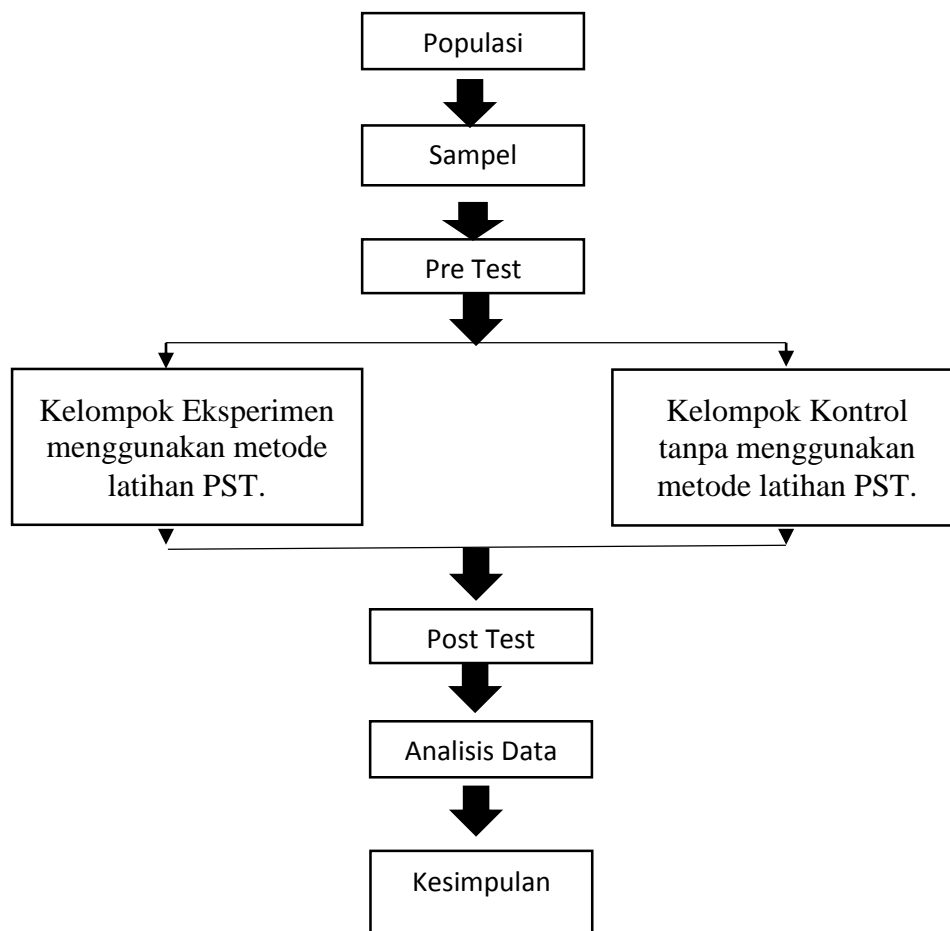 Populasi
Sampel
Pre Test
Kelompok Eksperimen
menggunakan metode
latihan PST.
Kelompok Kontrol
tanpa menggunakan
metode latihan PST.
Post Test
Analisis Data
Kesimpulan